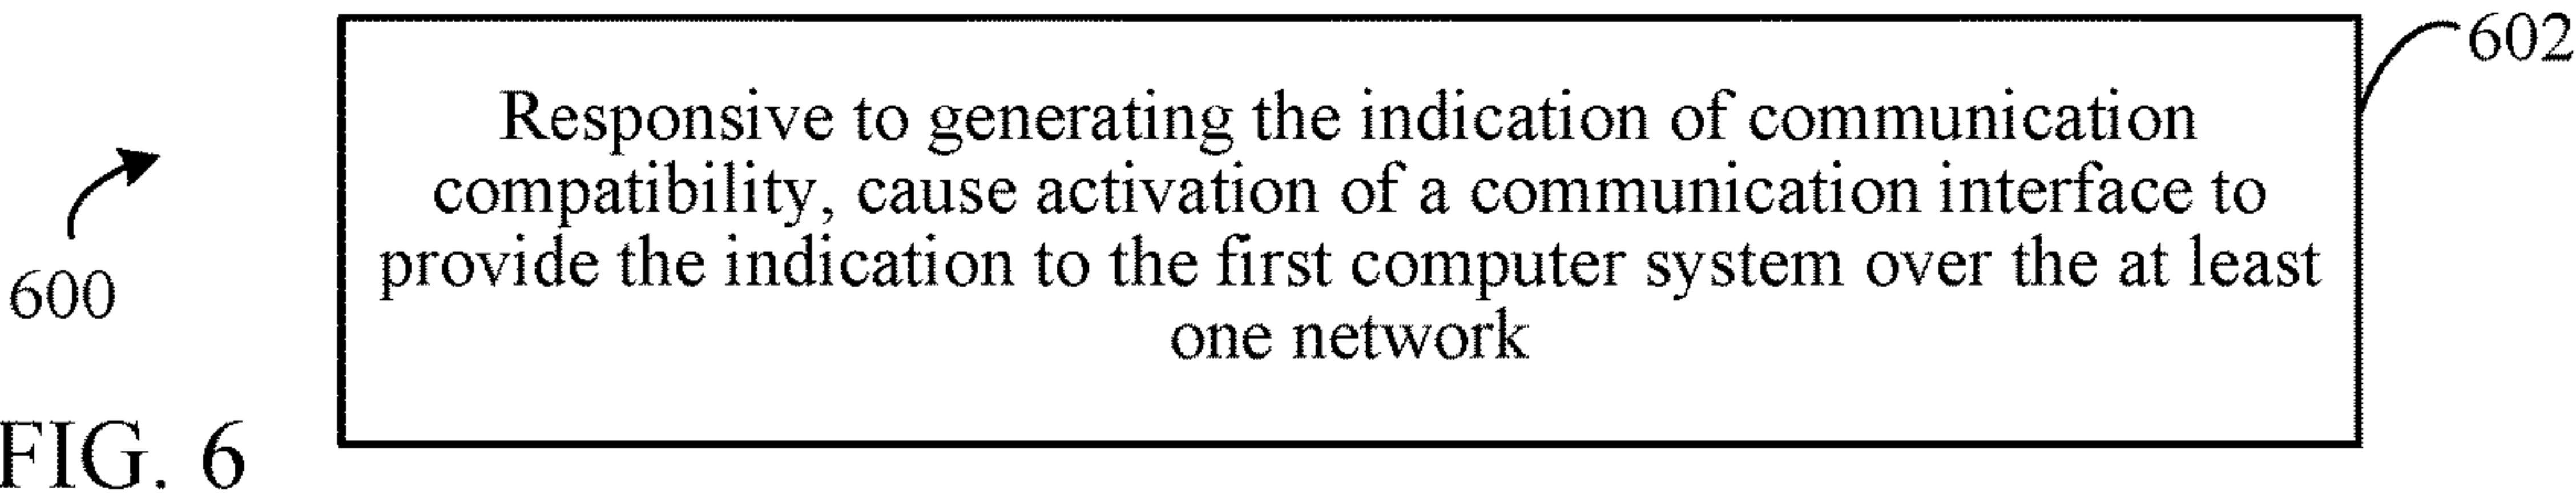 602
Responsive to generating the indication of communication
compatibility, cause activation of a communication interface to
provide the indication to the first computer system over the at least
one network
600
FIG. 6